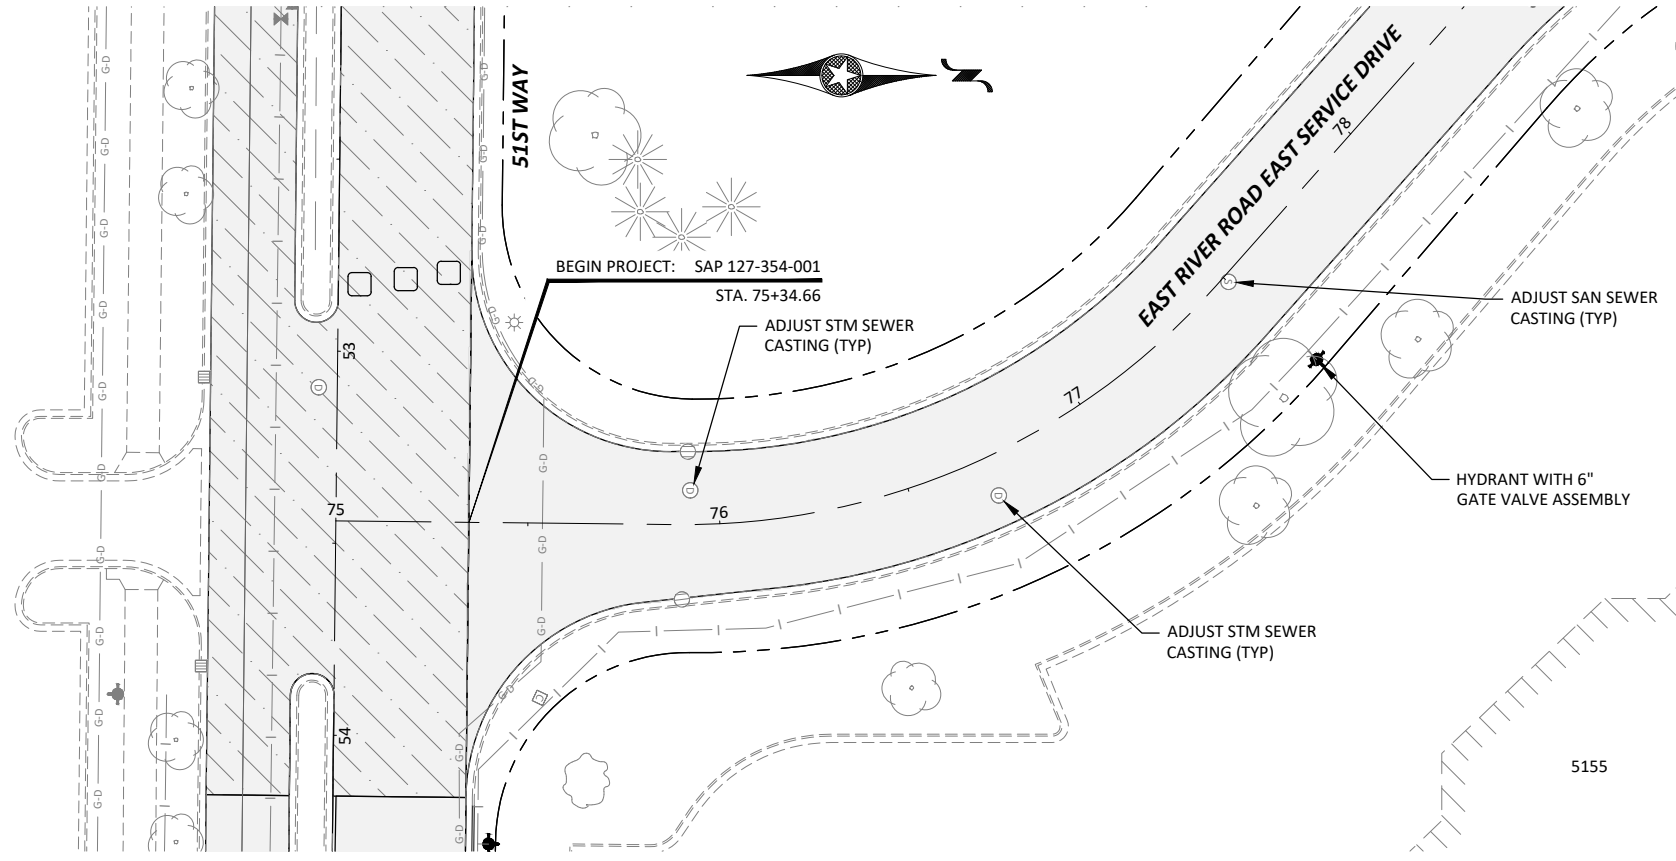 G-D
G-D
G-D
G-D
G-D
G-D
G-D
G-D
G-D
G-D
51ST WAY
G-D
G-D
G-D
G-D
G-D
G-D
G-D
G-D
G-D
G-D
G-D
N
EAST RIVER ROAD EAST SERVICE DRIVE
BEGIN PROJECT: SAP 127-354-001
STA. 75+34.66
ADJUST STM SEWER
CASTING (TYP)
ADJUST SAN SEWER
CASTING (TYP)
HYDRANT WITH 6"
GATE VALVE ASSEMBLY
ADJUST STM SEWER
CASTING (TYP)
53
54
75
76
77
78
D
D
D
S
5155